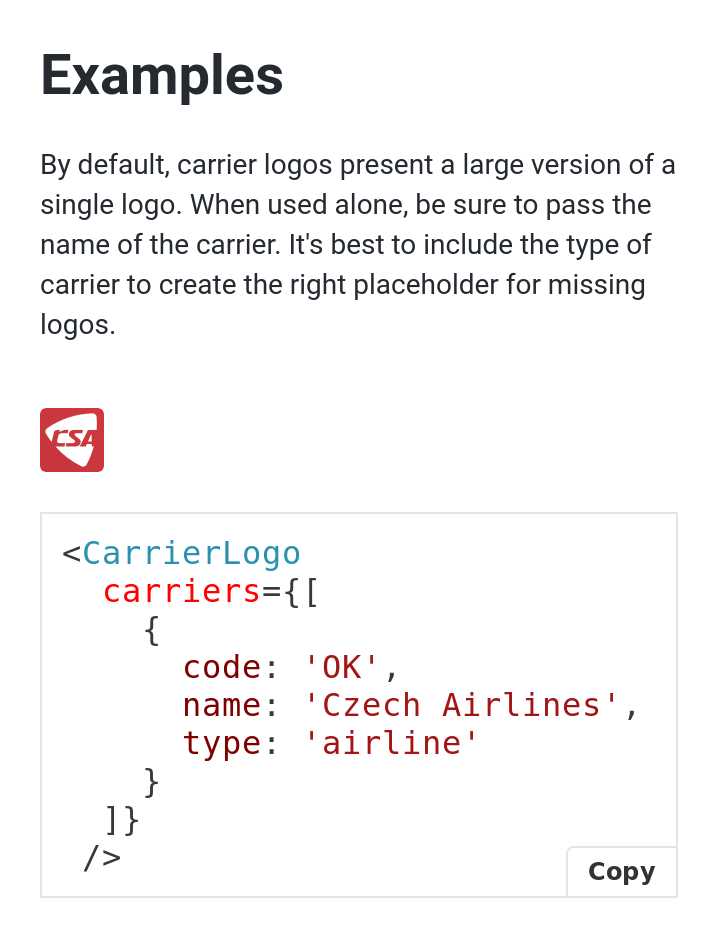 Examples
By default, carrier logos present a large version of a
single logo. When used alone, be sure to pass the
name of the carrier. It's best to include the type of
carrier to create the right placeholder for missing
logos.
CSA
<CarrierLogo
  carriers={[
    {
      code: 'OK',
      name: 'Czech Airlines',
      type: 'airline'
    }
  ]}
 />
Copy